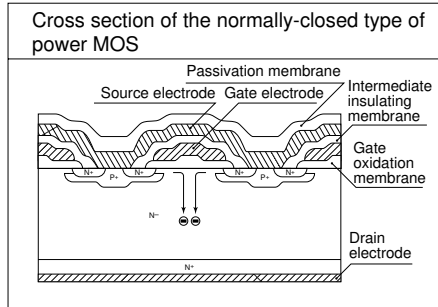 Cross section of the normally-closed type of
power MOS
Passivation membrane
Source electrode
Gate electrode
Intermediate
insulating
membrane
Gate
oxidation
membrane
N+
P+
N+
N+
P+
N+
N−
Drain
electrode
N+